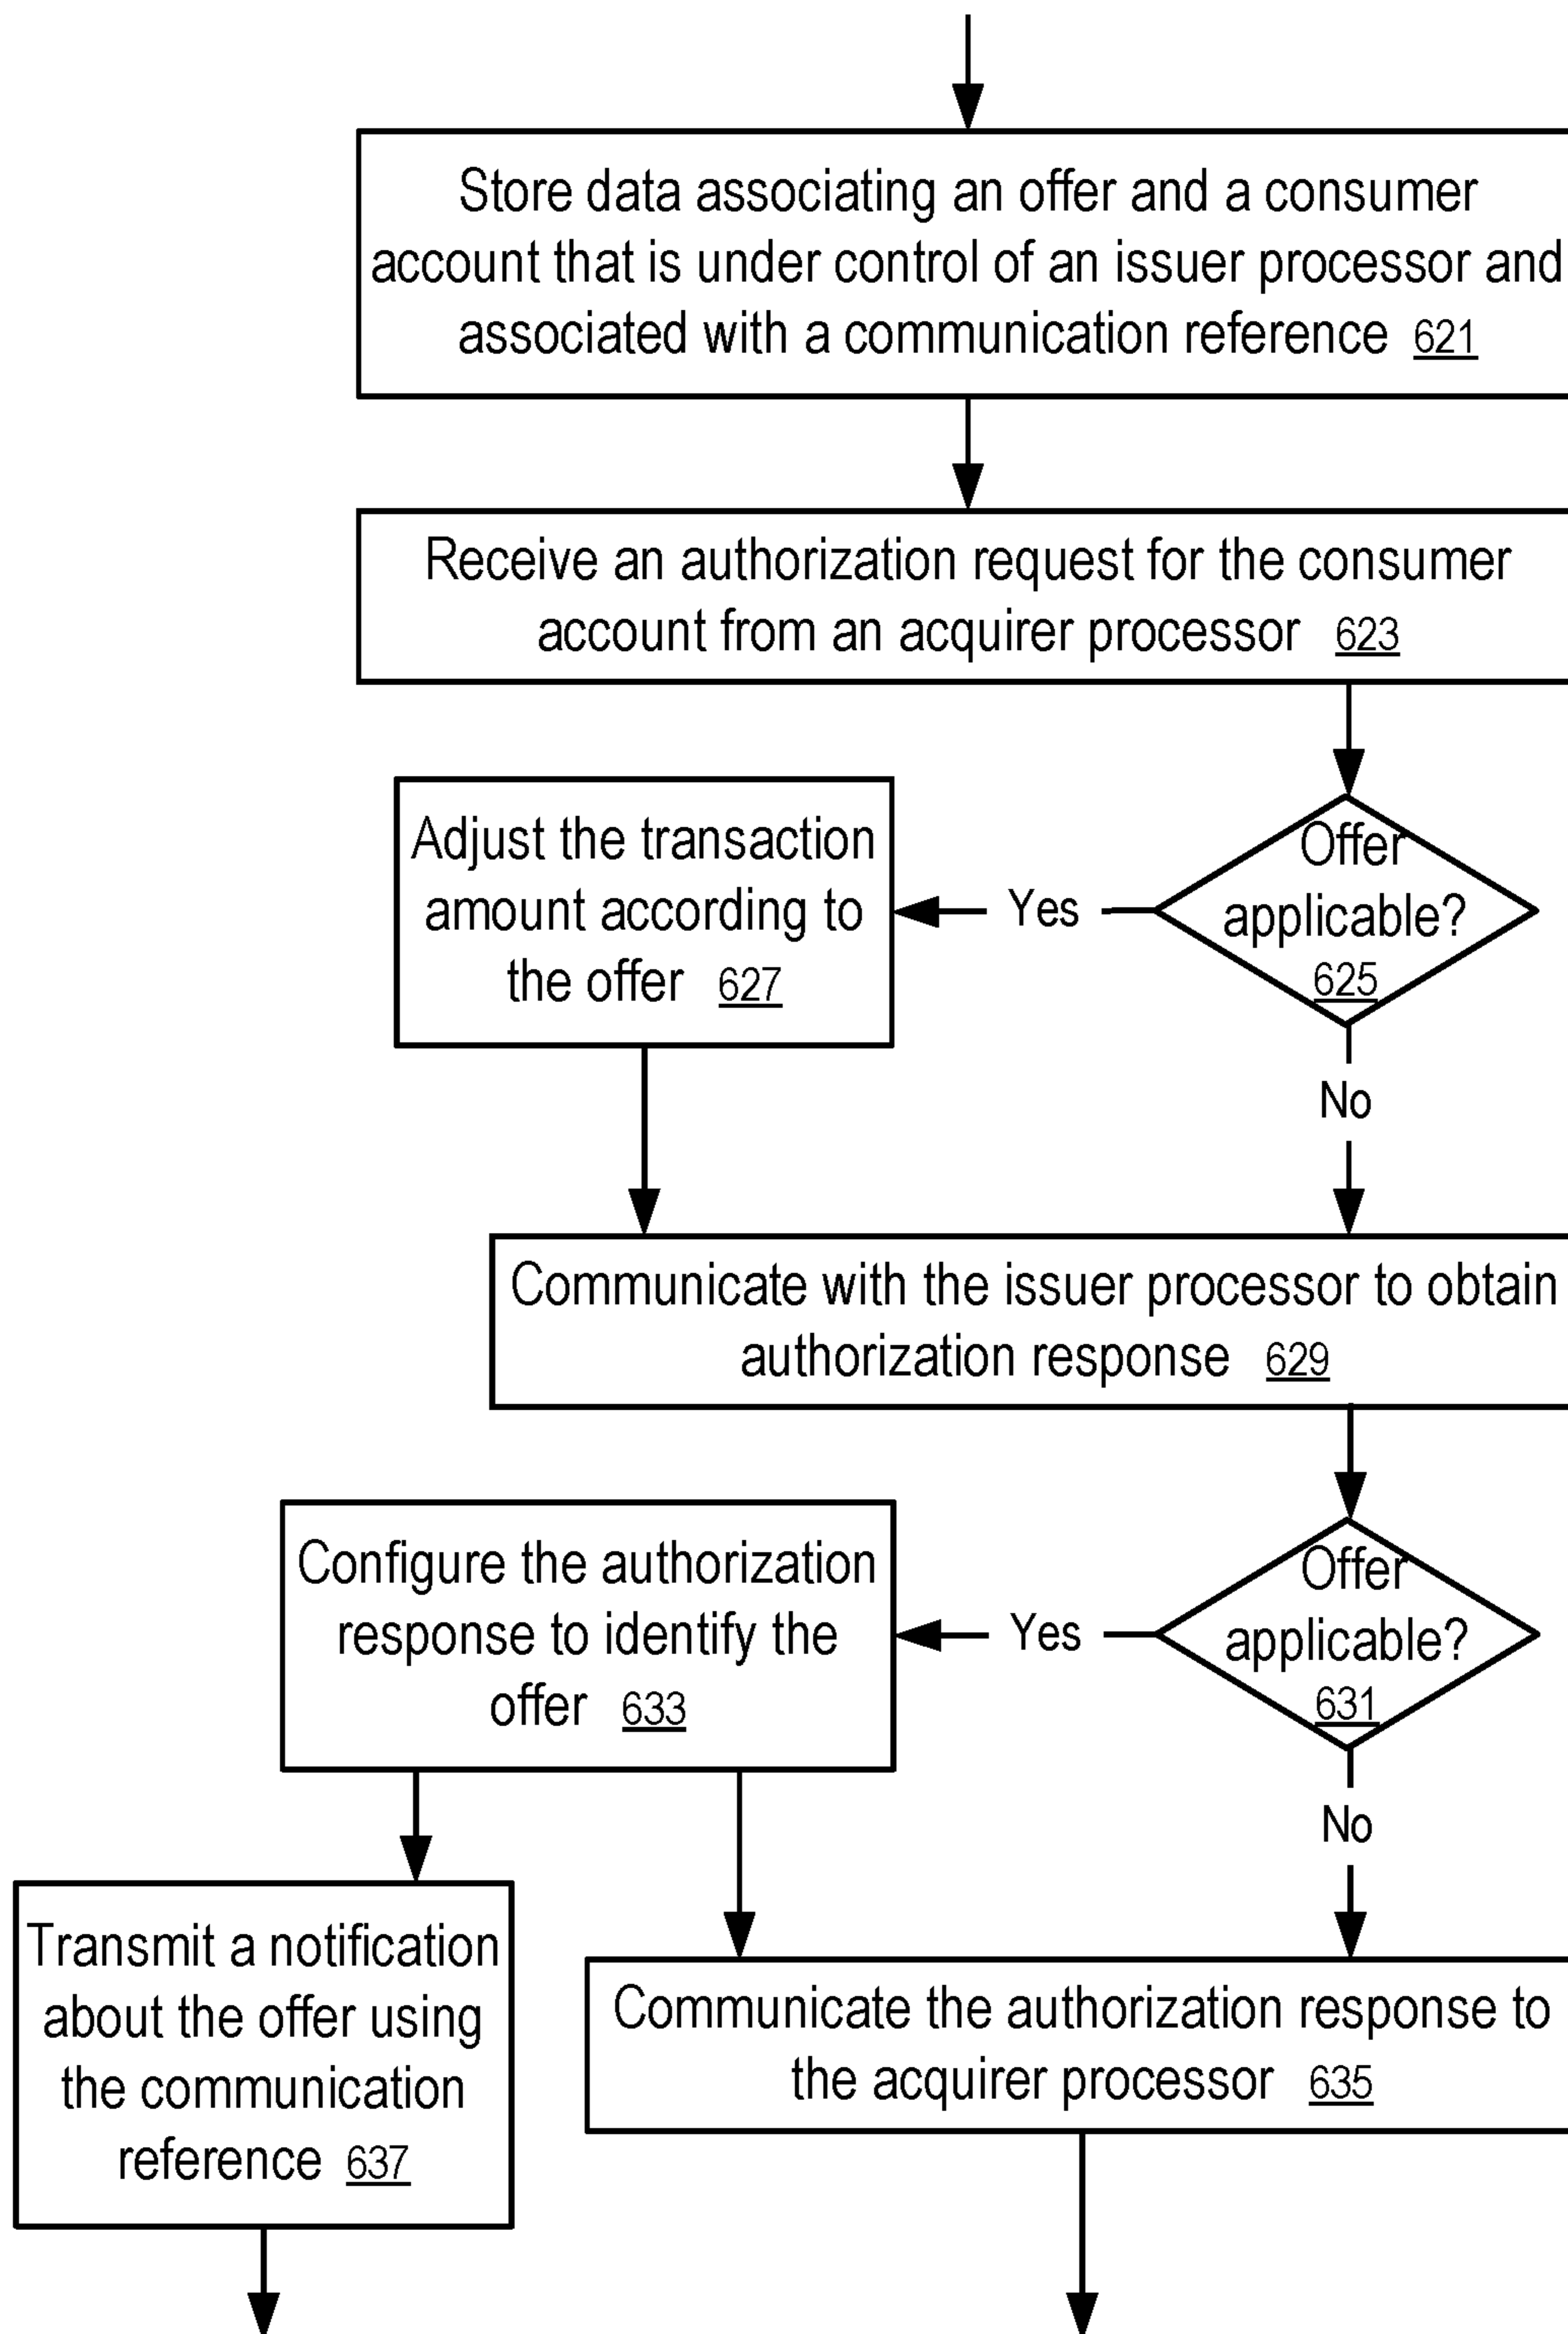 Store data associating an offer and a consumer
account that is under control of an issuer processor and
associated with a communication reference 621
Receive an authorization request for the consumer
account from an acquirer processor 623
Adjust the transaction
amount according to
the offer 627
Yes
Offer
applicable?
625
No
Communicate with the issuer processor to obtain
authorization response 629
Configure the authorization
response to identify the
offer 633
Yes
Offer
applicable?
631
No
Transmit a notification
about the offer using
the communication
reference 637
Communicate the authorization response to
the acquirer processor 635